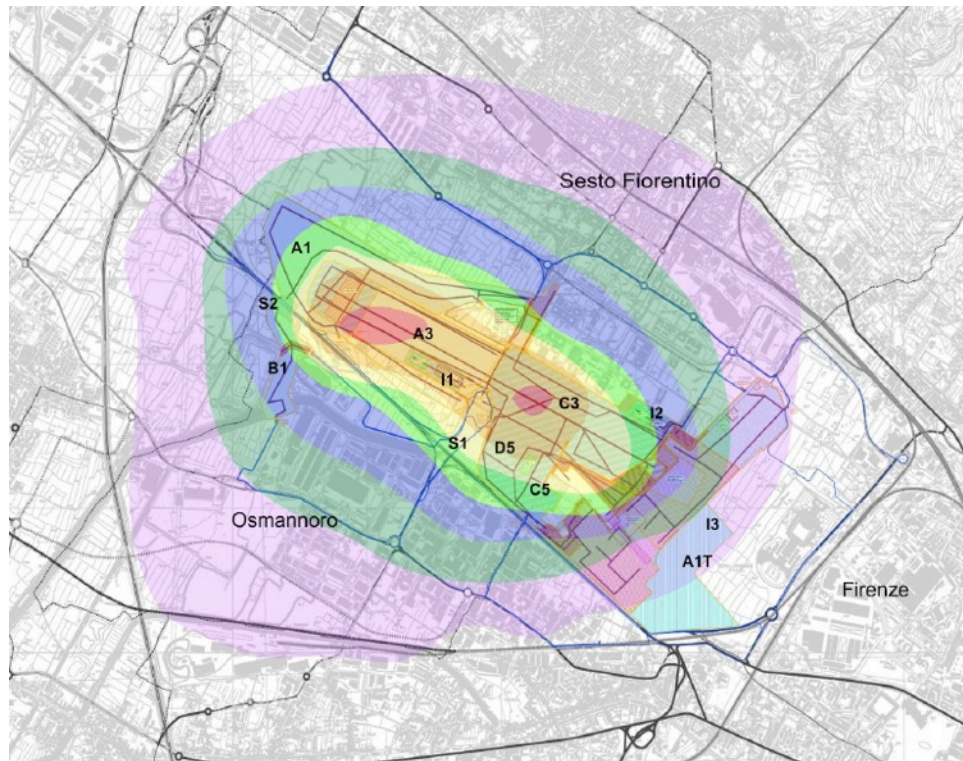 Sesto Fiorentino
A1
S2
A3
B1
I1
C3
I2
S1
D5
C5
Osmannoro
I3
A1T
Firenze